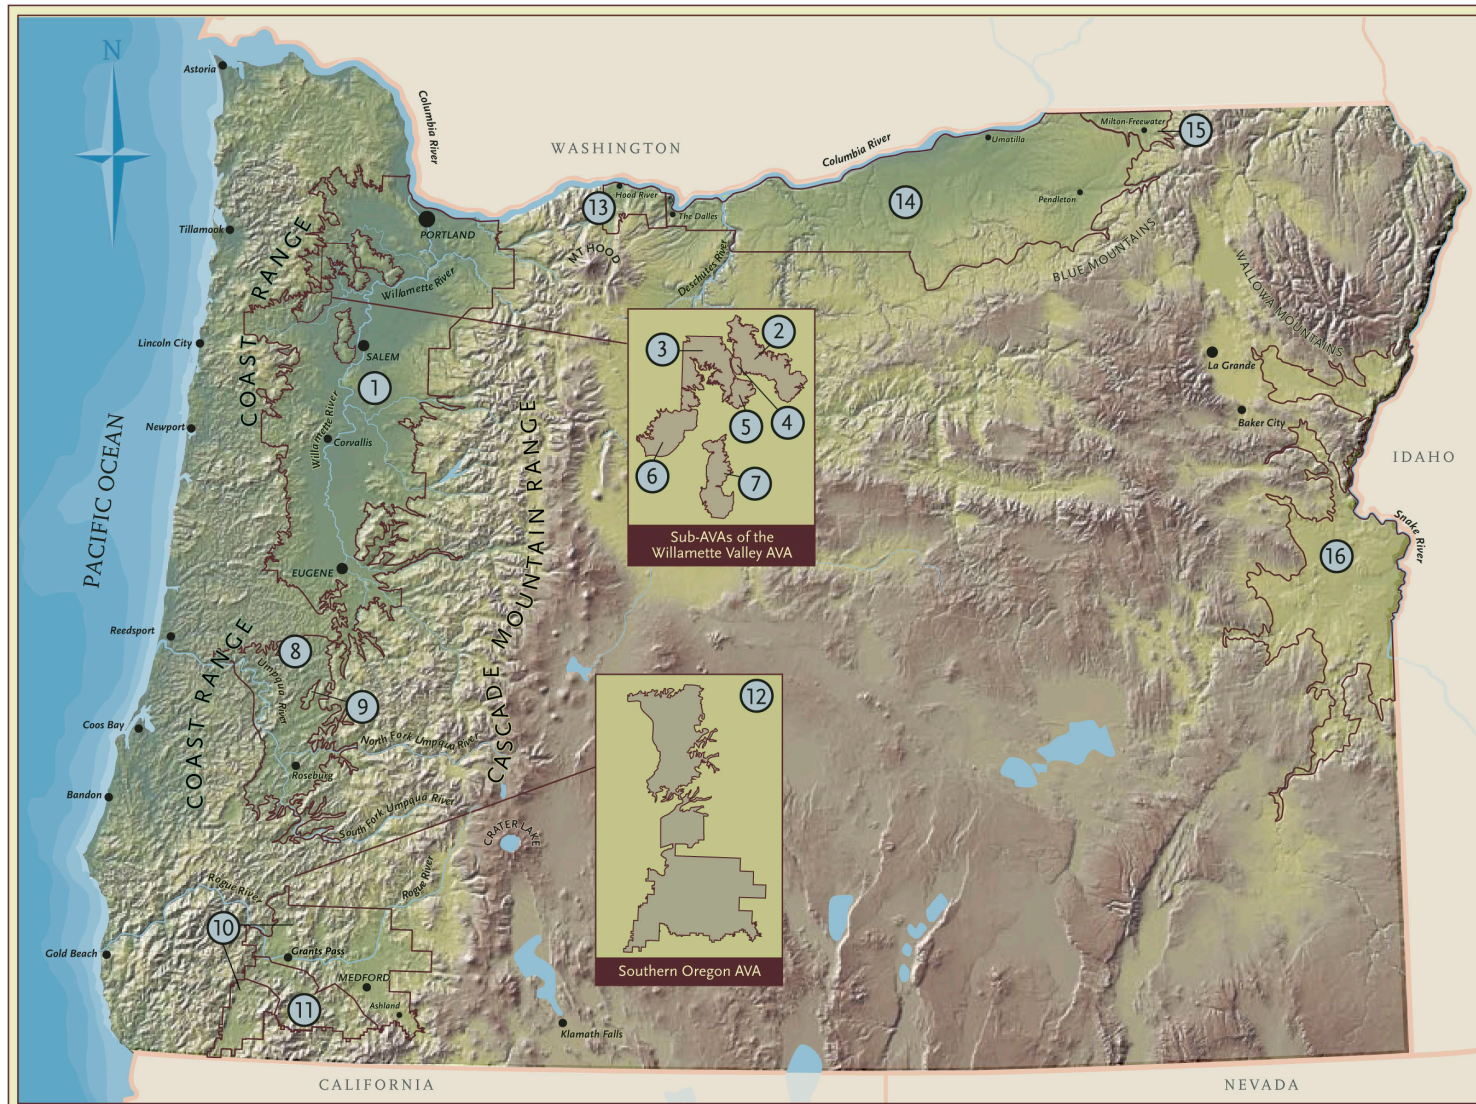 N
Astoria
Columbia River
WASHINGTON
Columbia River
Umatilla
Milton-Freewater
15
Hood River
13
The Dalles
14
Pendleton
Tillamook
PORTLAND
MT HOOD
Deschutes River
BLUE MOUNTAINS
WALLOWA MOUNTAINS
COAST RANGE
Willamette River
Lincoln City
SALEM
1
3
2
5
4
6
7
Sub-AVAs of the
Willamette Valley AVA
La Grande
Baker City
IDAHO
Newport
Willamette River
Corvallis
PACIFIC OCEAN
CASCADE MOUNTAIN RANGE
Snake River
16
EUGENE
Reedsport
8
Umpqua River
COAST RANGE
9
North Fork Umpqua River
12
Southern Oregon AVA
Coos Bay
Roseburg
Bandon
South Fork Umpqua River
CRATER LAKE
Rogue River
Rogue River
10
Gold Beach
Grants Pass
MEDFORD
Ashland
11
Klamath Falls
CALIFORNIA
NEVADA